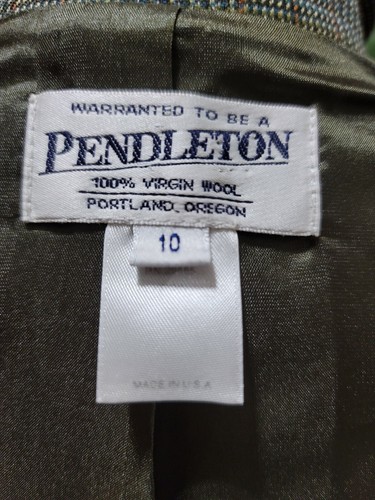 WARRANTED TO BE A
PENDLETON
100% VIRGIN WOOL
PORTLAND, OREGON
10
MADE IN U.S.A